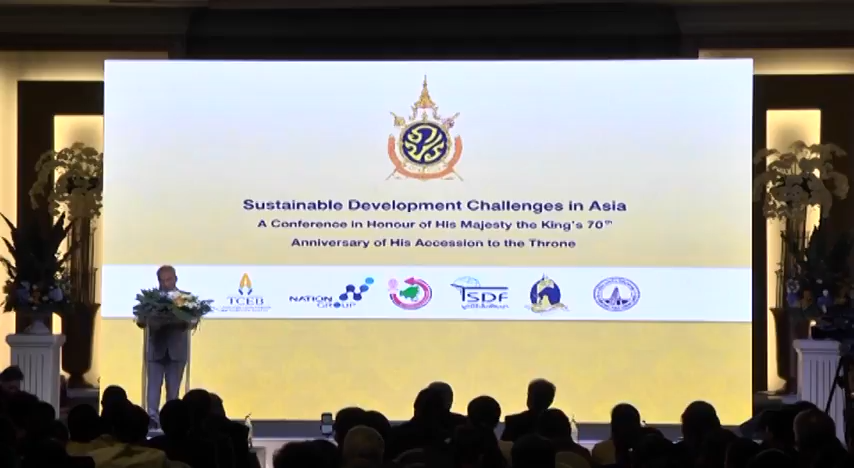 Sustainable Development Challenges in Asia
A Conference in Honour of His Majesty the King's 70th
Anniversary of His Accession to the Throne
TCEB
NATION GROUP
TSDF